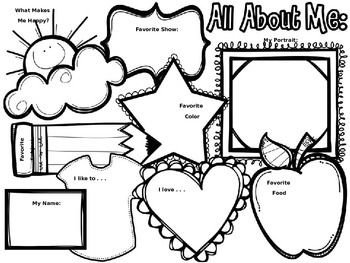 What Makes
Me Happy?
Favorite Show:
All About Me:
My Portrait:
Favorite
Color
Favorite
Subject
I like to . . .
My Name:
I love . . .
Favorite
Food